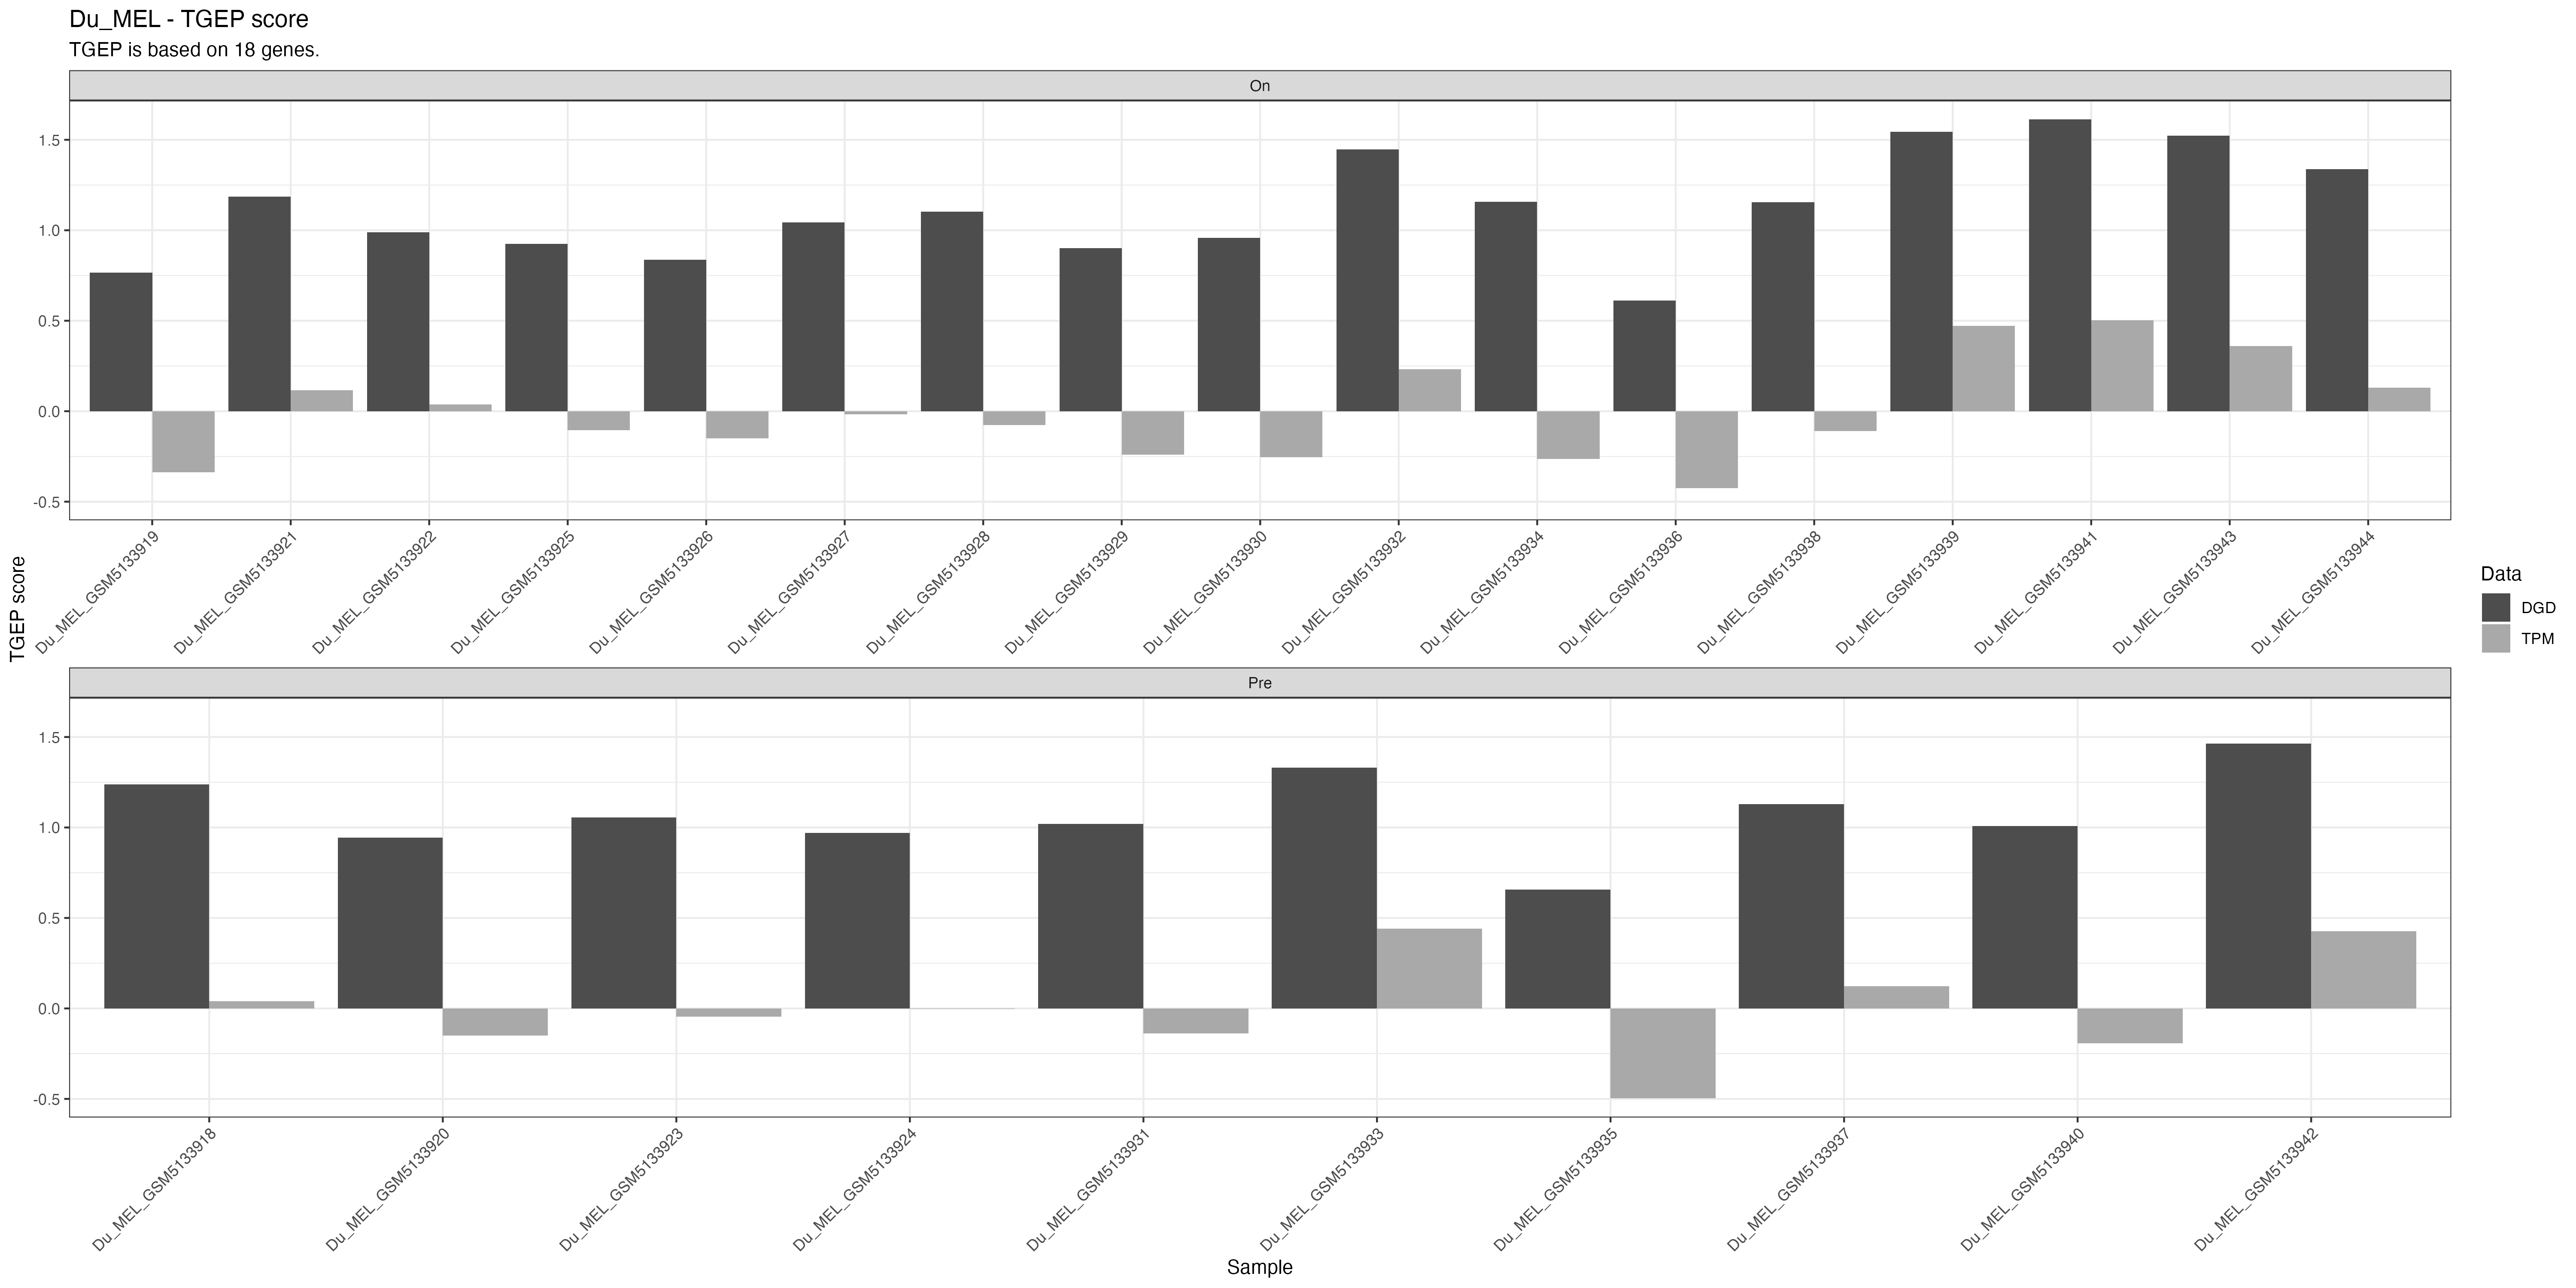 Du_MEL - TGEP score
TGEP is based on 18 genes.
On
1.5
1.0
0.5
0.0
-0.5
Du_MEL_GSM5133919
Du_MEL_GSM5133921
Du_MEL_GSM5133922
Du_MEL_GSM5133925
Du_MEL_GSM5133926
Du_MEL_GSM5133927
Du_MEL_GSM5133928
Du_MEL_GSM5133929
Du_MEL_GSM5133930
Du_MEL_GSM5133932
Du_MEL_GSM5133934
Du_MEL_GSM5133936
Du_MEL_GSM5133938
Du_MEL_GSM5133939
Du_MEL_GSM5133941
Du_MEL_GSM5133943
Du_MEL_GSM5133944
TGEP score
Data
DGD
TPM
Pre
1.5
1.0
0.5
0.0
-0.5
Du_MEL_GSM5133918
Du_MEL_GSM5133920
Du_MEL_GSM5133923
Du_MEL_GSM5133924
Du_MEL_GSM5133931
Du_MEL_GSM5133933
Du_MEL_GSM5133935
Du_MEL_GSM5133937
Du_MEL_GSM5133940
Du_MEL_GSM5133942
Sample